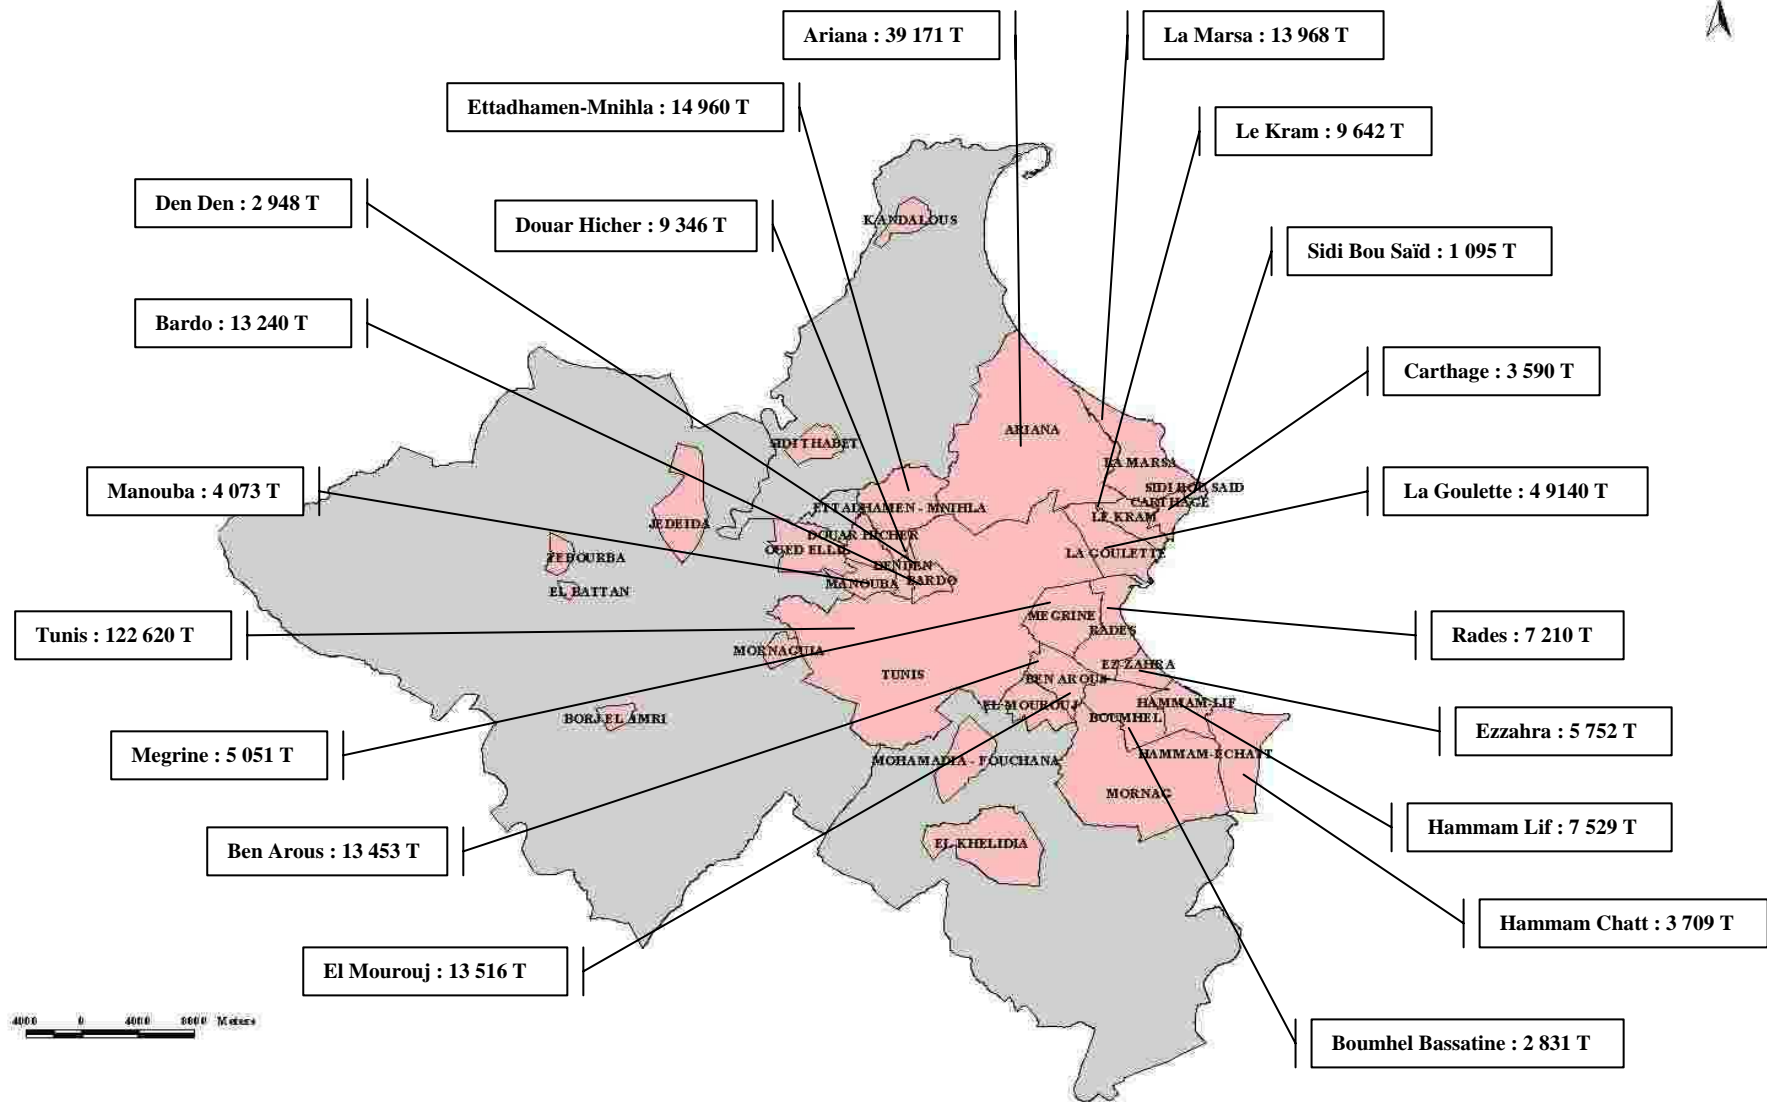 Ariana : 39 171 T
La Marsa : 13 968 T
Ettadhamen-Mnihla : 14 960 T
Le Kram : 9 642 T
Den Den : 2 948 T
Douar Hicher : 9 346 T
Sidi Bou Saïd : 1 095 T
Bardo : 13 240 T
Carthage : 3 590 T
Manouba : 4 073 T
La Goulette : 4 9140 T
Tunis : 122 620 T
Rades : 7 210 T
Megrine : 5 051 T
Ezzahra : 5 752 T
Ben Arous : 13 453 T
Hammam Lif : 7 529 T
El Mourouj : 13 516 T
Hammam Chatt : 3 709 T
Boumhel Bassatine : 2 831 T
KANDALOUS
ARIANA
SIDI THABET
LA MARSA
SIDI BOU SAID
CARTHAGE
ETTADHAMEN - MNIHLA
LE KRAM
JEDEIDA
DOUAR HICHER
OUED ELLIL
LA GOULETTE
TEBOURBA
DENDEN
MANOUBA
BARDO
EL BATTAN
MEGRINE
RADES
MORNAGUIA
TUNIS
EZ-ZAHRA
BEN AROUS
EL MOUROUJ
HAMMAM-LIF
BORJ EL AMRI
BOUMHEL
MOHAMADIA - FOUCHANA
HAMMAM-ECHATT
MORNAG
EL KHELIDIA
4000 0 4000 8000 Meters